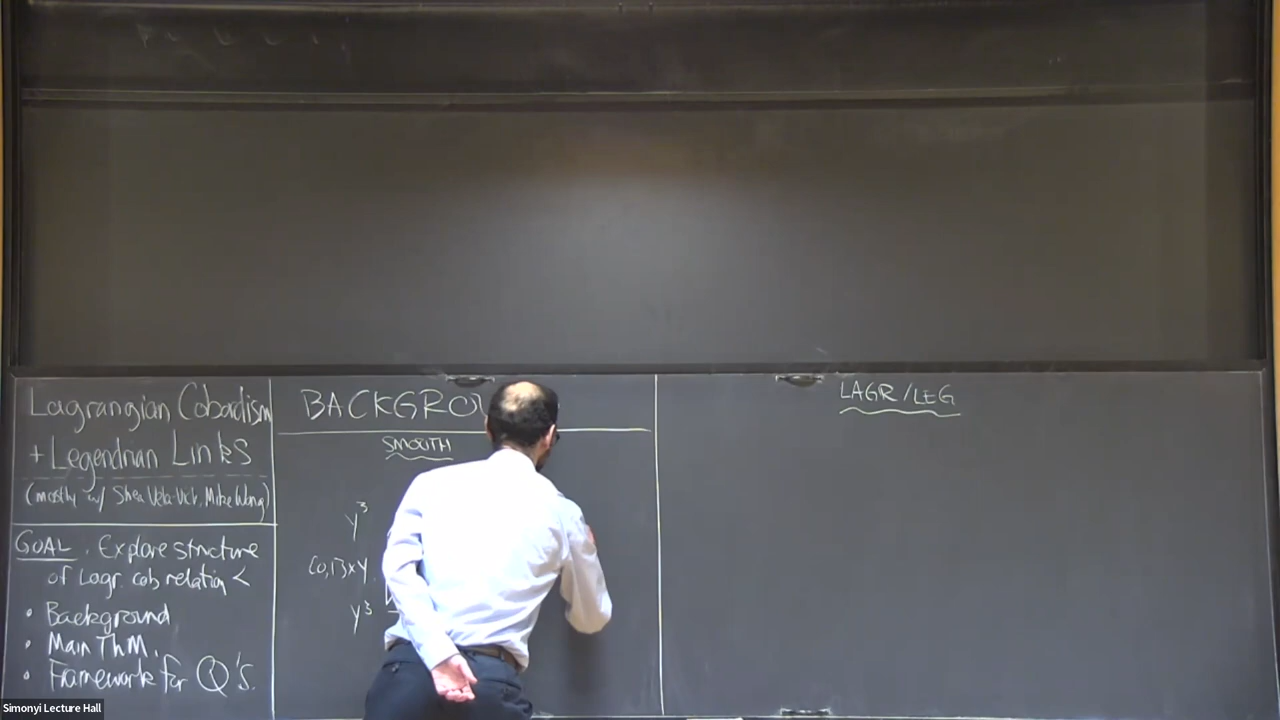 Lagrangian Cobordism
+ Legendrian Links
(mostly w/ Shea Vela-Vick, Mike Wong)
GOAL. Explore structure
of Lagr. cob relation <
• Background
• Main Thm.
• Framework for Q's.
BACKGROU
SMOOTH
Y³
[0,1]×Y
Y³
LAGR/LEG
Simonyi Lecture Hall